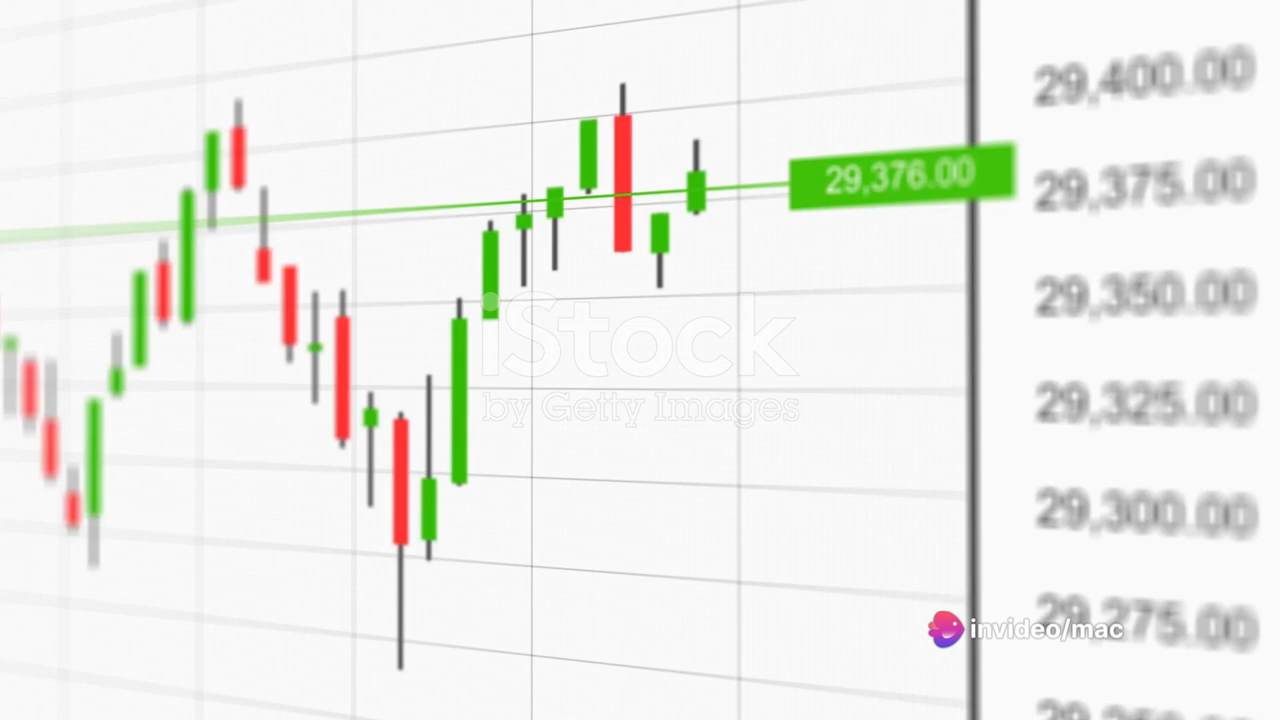 29,400.00
29,376.00
29,375.00
29,350.00
iStock
by Getty Images
29,325.00
29,300.00
29,275.00
invideo/mac